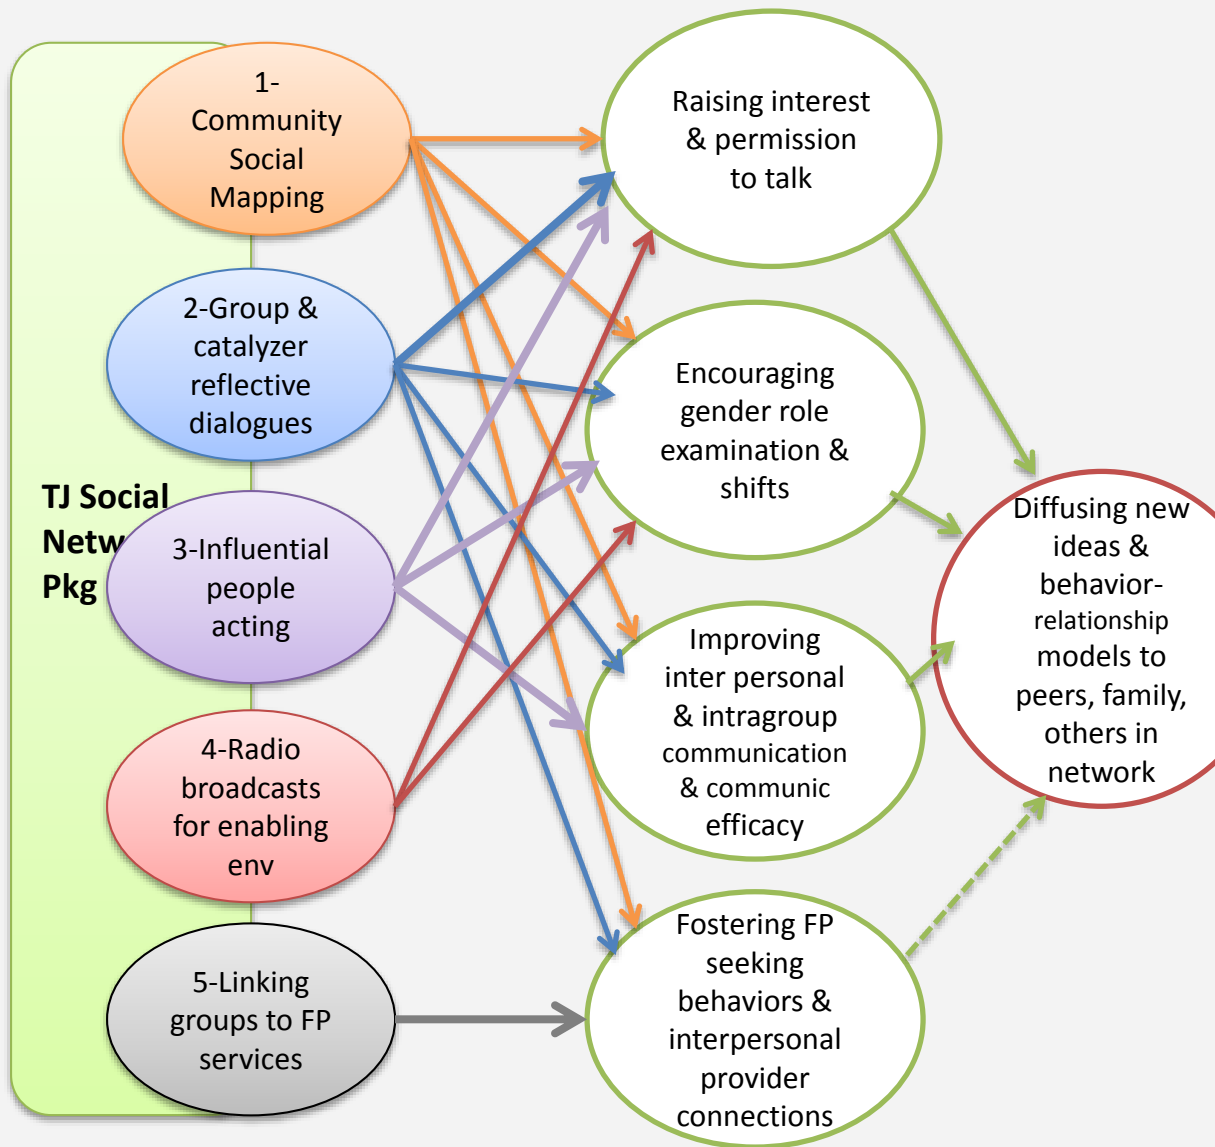 1-
Community
Social
Mapping
2-Group &
catalyzer
reflective
dialogues
TJ Social
Netw
Pkg
3-Influential
people
acting
4-Radio
broadcasts
for enabling
env
5-Linking
groups to FP
services
Raising interest
& permission
to talk
Encouraging
gender role
examination &
shifts
Improving
inter personal
& intragroup
communication
& communic
efficacy
Fostering FP
seeking
behaviors &
interpersonal
provider
connections
Diffusing new
ideas &
behavior-
relationship
models to
peers, family,
others in
network